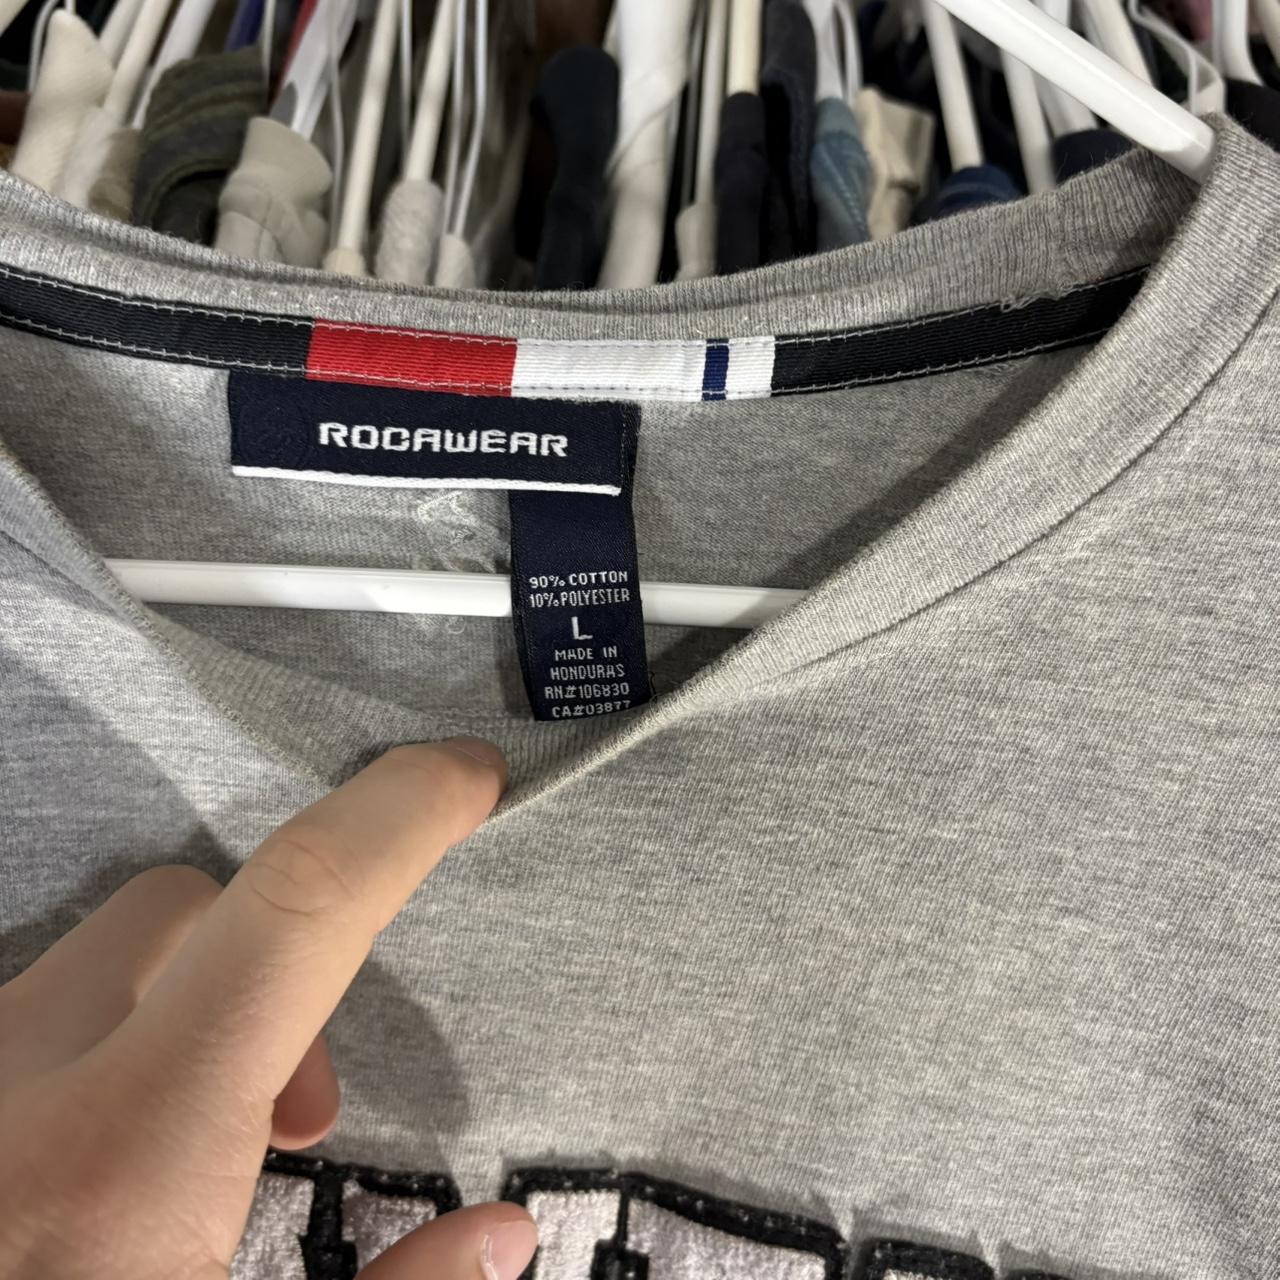 ROCAWEAR
90% COTTON
10% POLYESTER
L
MADE IN
HONDURAS
RN#106830
CA#03877